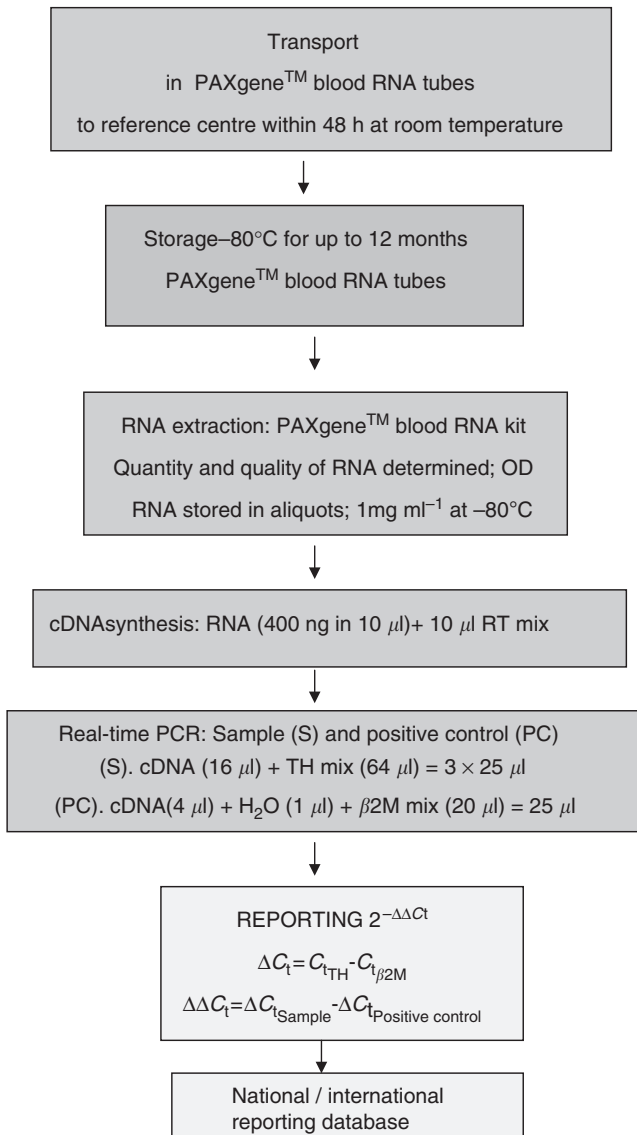 Transport
in PAXgene™ blood RNA tubes
to reference centre within 48 h at room temperature
Storage–80°C for up to 12 months
PAXgene™ blood RNA tubes
RNA extraction: PAXgene™ blood RNA kit
Quantity and quality of RNA determined; OD
RNA stored in aliquots; 1mg ml⁻¹ at –80°C
cDNAsynthesis: RNA (400 ng in 10 μl)+ 10 μl RT mix
Real-time PCR: Sample (S) and positive control (PC)
(S). cDNA (16 μl) + TH mix (64 μl) = 3 × 25 μl
(PC). cDNA(4 μl) + H₂O (1 μl) + β2M mix (20 μl) = 25 μl
REPORTING 2^−ΔΔCt
ΔCt=CtTH-Ctβ2M
ΔΔCt=ΔCtSample-ΔCtPositive control
National / international
reporting database